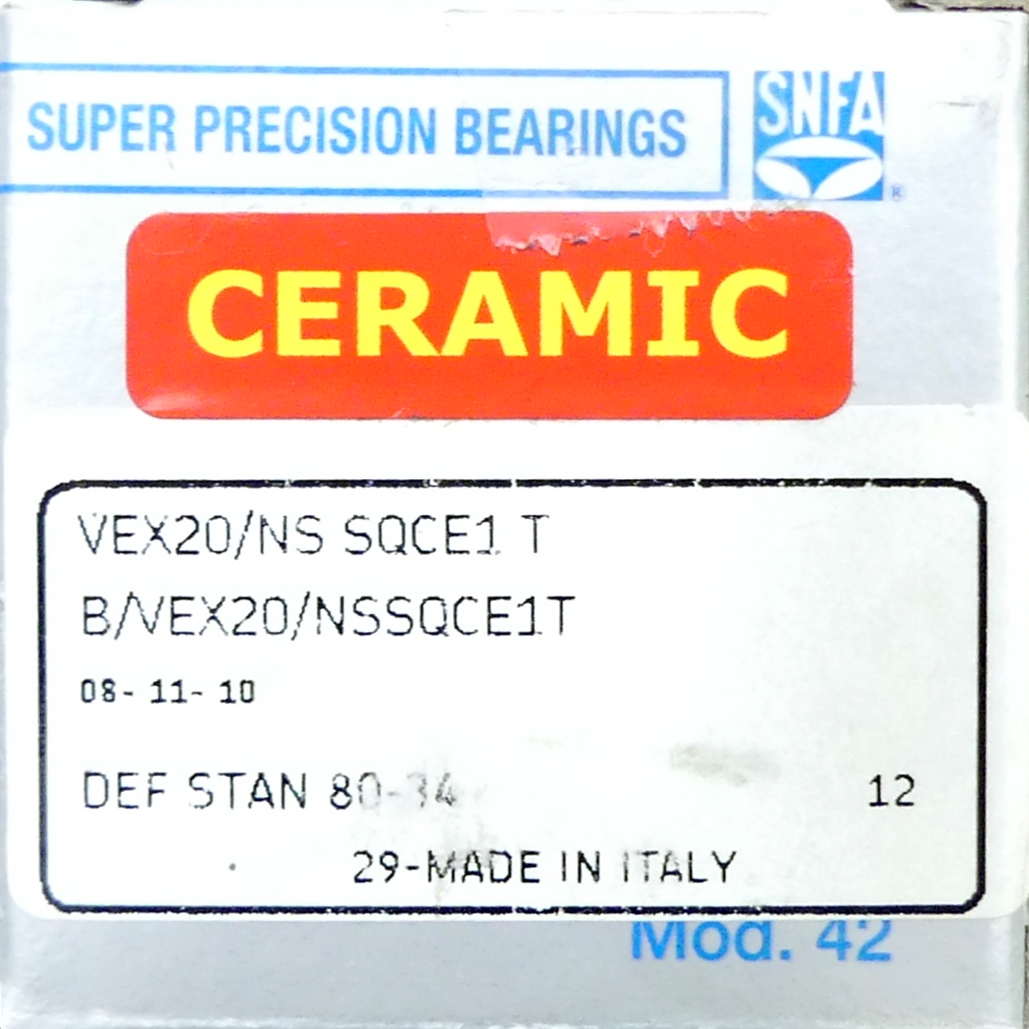 SUPER PRECISION BEARINGS
SNFA
®
CERAMIC
VEX20/NS SQCE1 T
B/VEX20/NSSQCE1T
08- 11- 10
DEF STAN 80-34 12
29-MADE IN ITALY
Mod. 42